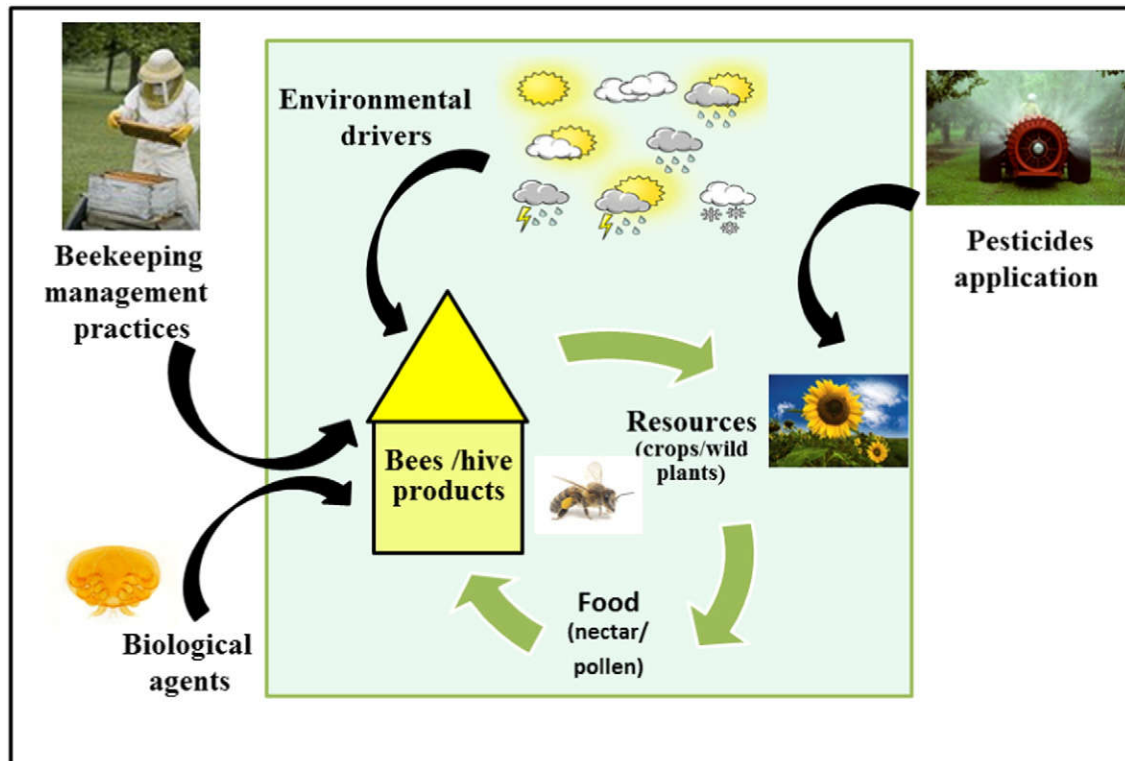 Environmental
drivers
Beekeeping
management
practices
Pesticides
application
Bees /hive
products
Resources
(crops/wild
plants)
Food
(nectar/
pollen)
Biological
agents